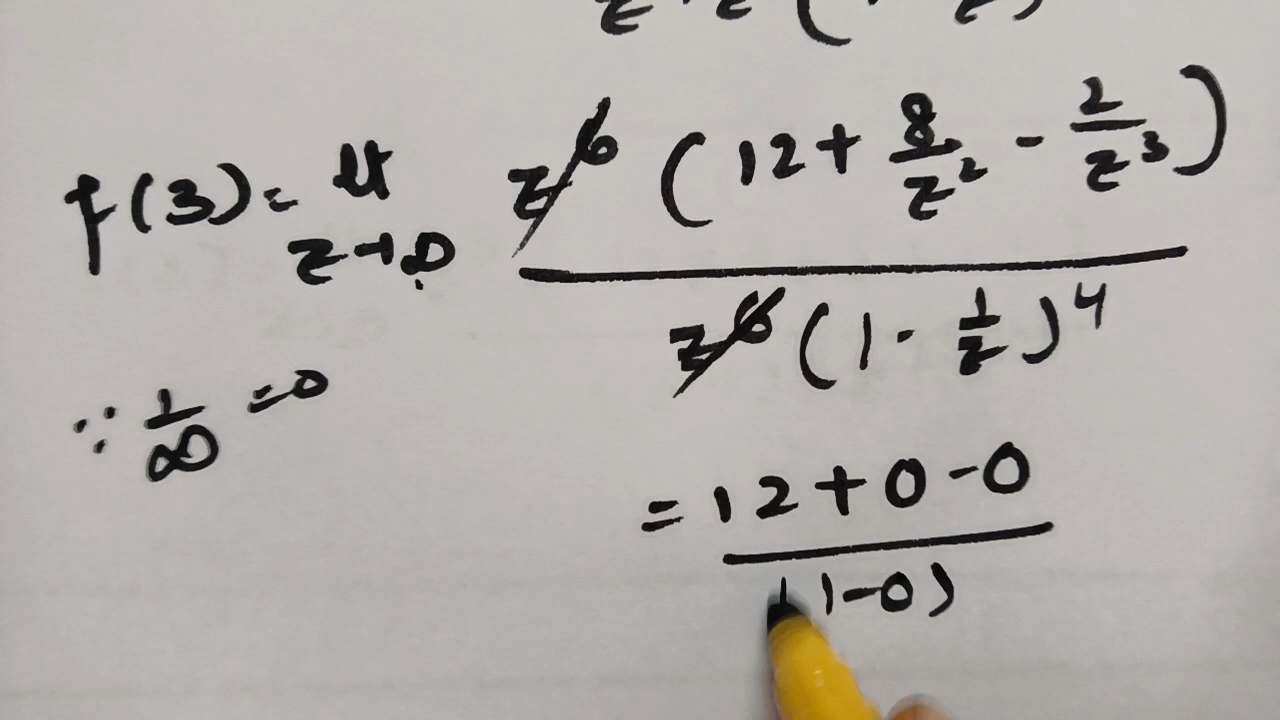 f(3) = lt z→∞ z⁶ (12 + 8/z² - 2/z³)
z⁶ (1 - 1/z)⁴
∵ 1/∞ = 0
= 12 + 0 - 0
(1-0)